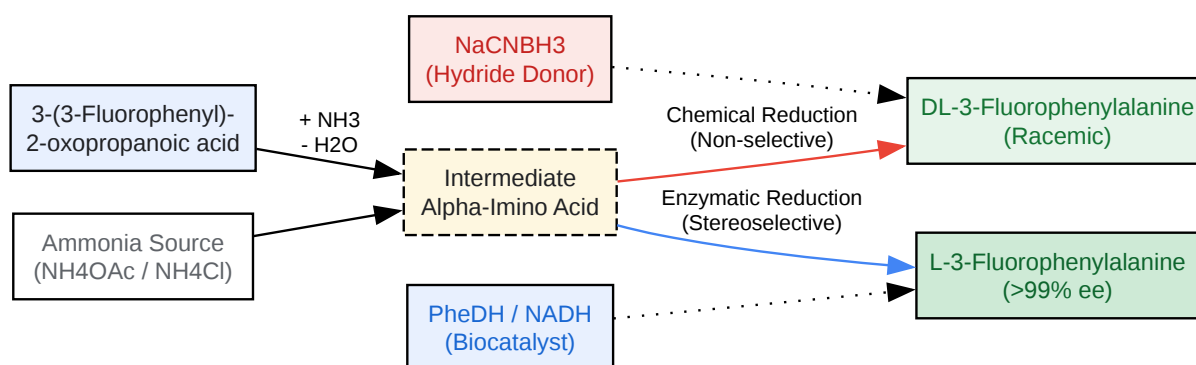 3-(3-Fluorophenyl)-
2-oxopropanoic acid
Ammonia Source
(NH4OAc / NH4Cl)
+ NH3
- H2O
NaCNBH3
(Hydride Donor)
Intermediate
Alpha-Imino Acid
PheDH / NADH
(Biocatalyst)
Chemical Reduction
(Non-selective)
Enzymatic Reduction
(Stereoselective)
DL-3-Fluorophenylalanine
(Racemic)
L-3-Fluorophenylalanine
(>99% ee)